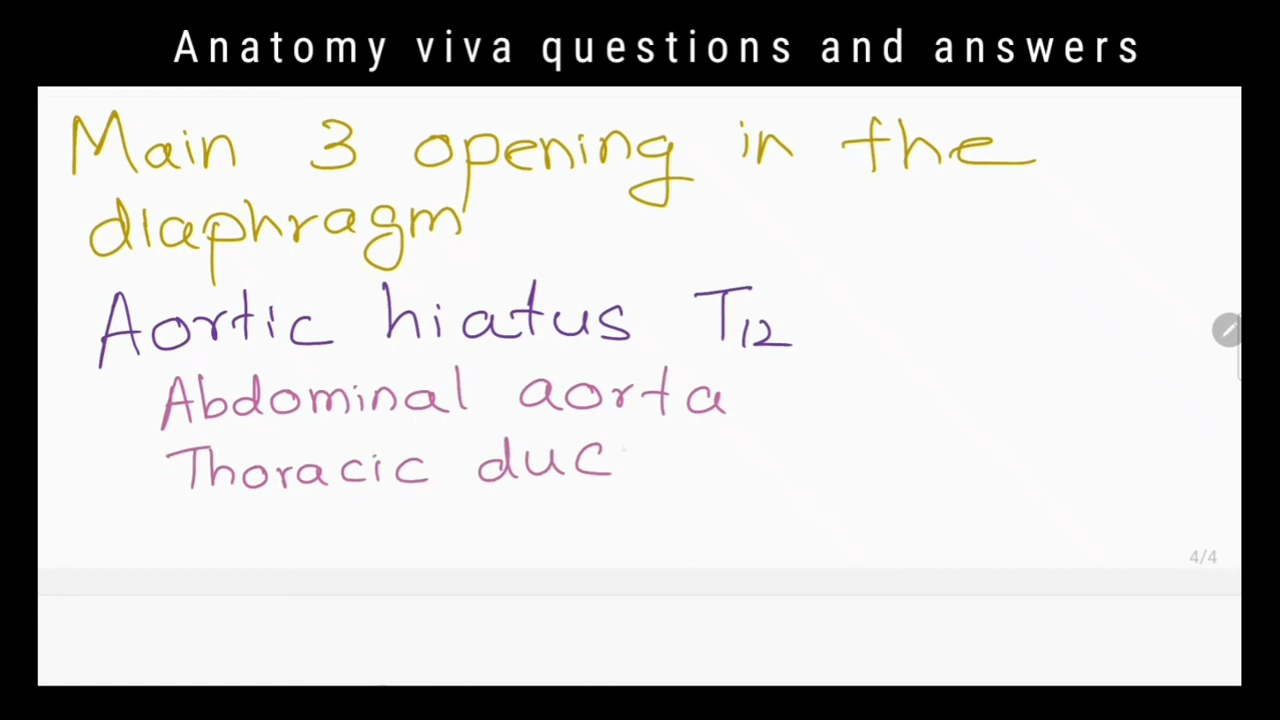 Anatomy viva questions and answers
Main 3 opening in the
diaphragm
Aortic hiatus T12
Abdominal aorta
Thoracic duc
4/4